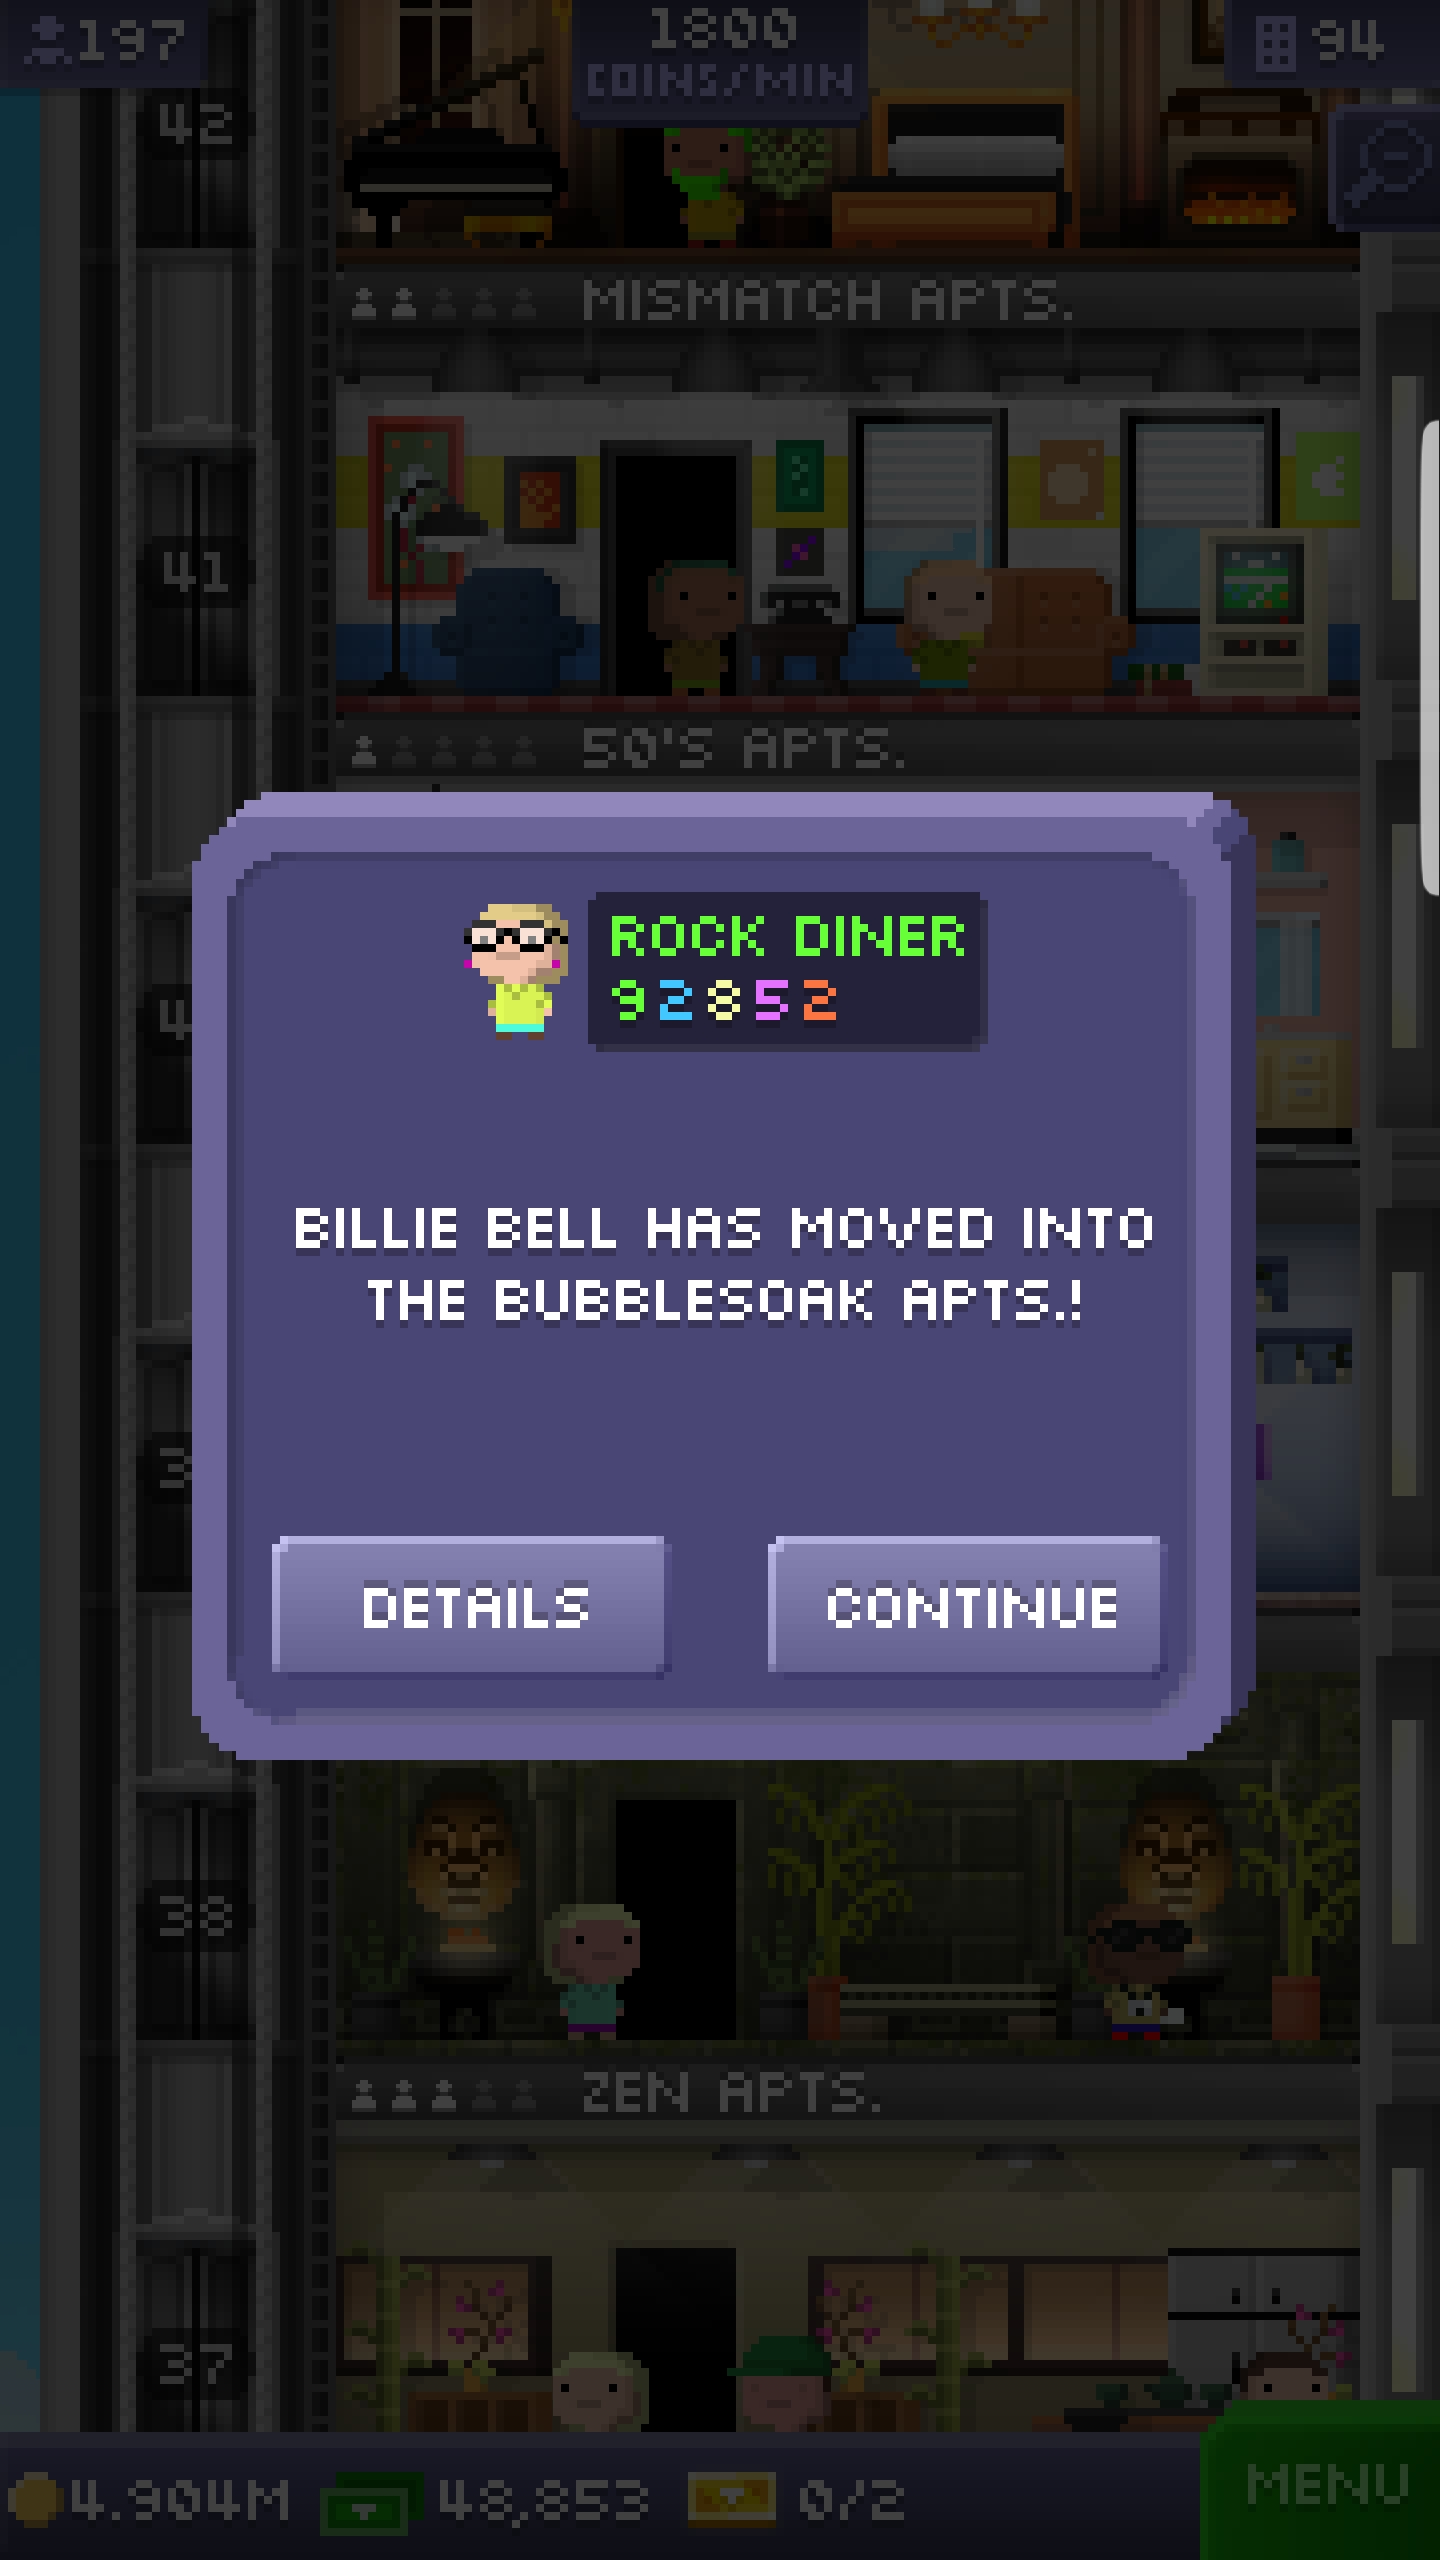 197
1800
COINS/MIN
94
42
MISMATCH APTS.
41
50'S APTS.
ROCK DINER
92852
BILLIE BELL HAS MOVED INTO
THE BUBBLESOAK APTS.!
DETAILS
CONTINUE
38
ZEN APTS.
37
4.904M
48,853
0/2
MENU